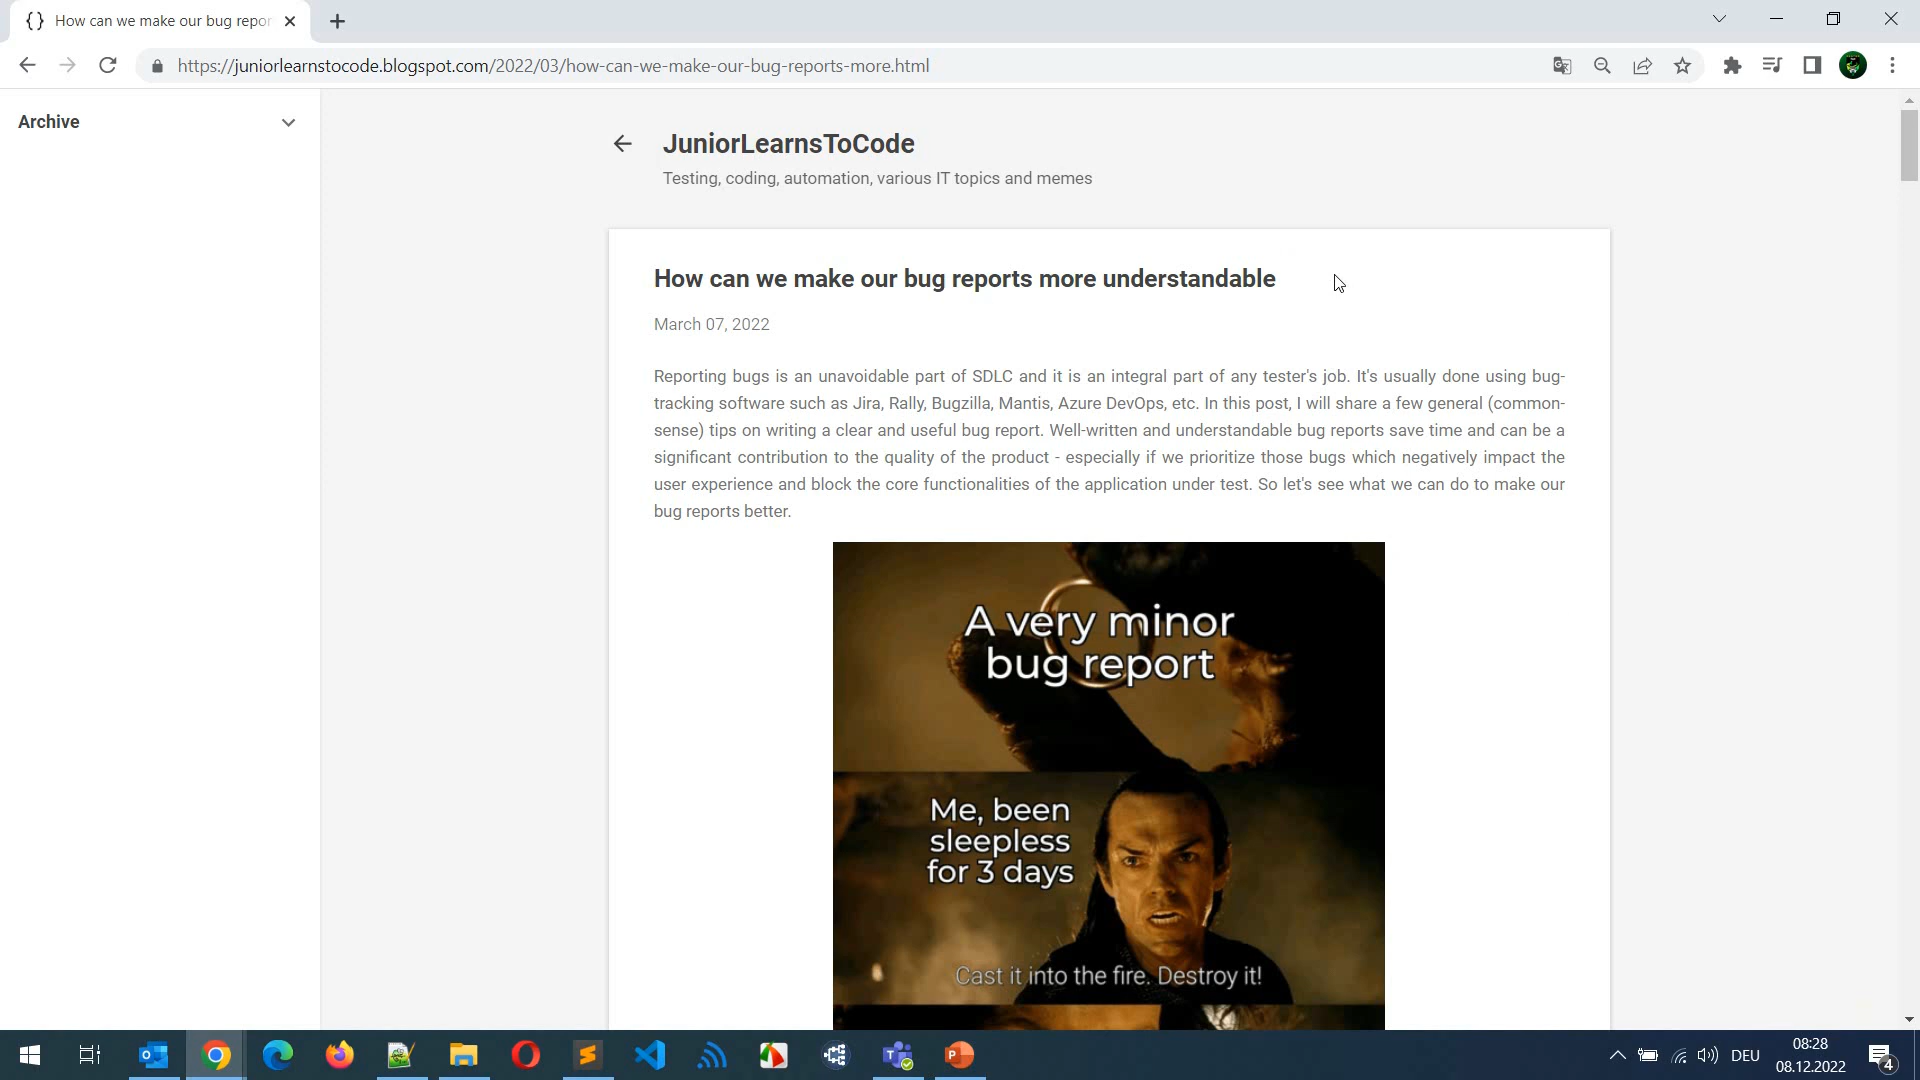 How can we make our bug repor
https://juniorlearnstocode.blogspot.com/2022/03/how-can-we-make-our-bug-reports-more.html
Archive
JuniorLearnsToCode
Testing, coding, automation, various IT topics and memes
How can we make our bug reports more understandable
March 07, 2022
Reporting bugs is an unavoidable part of SDLC and it is an integral part of any tester's job. It's usually done using bug-
tracking software such as Jira, Rally, Bugzilla, Mantis, Azure DevOps, etc. In this post, I will share a few general (common-
sense) tips on writing a clear and useful bug report. Well-written and understandable bug reports save time and can be a
significant contribution to the quality of the product - especially if we prioritize those bugs which negatively impact the
user experience and block the core functionalities of the application under test. So let's see what we can do to make our
bug reports better.
A very minor
bug report
Me, been
sleepless
for 3 days
Cast it into the fire. Destroy it!
DEU
08:28
08.12.2022
4